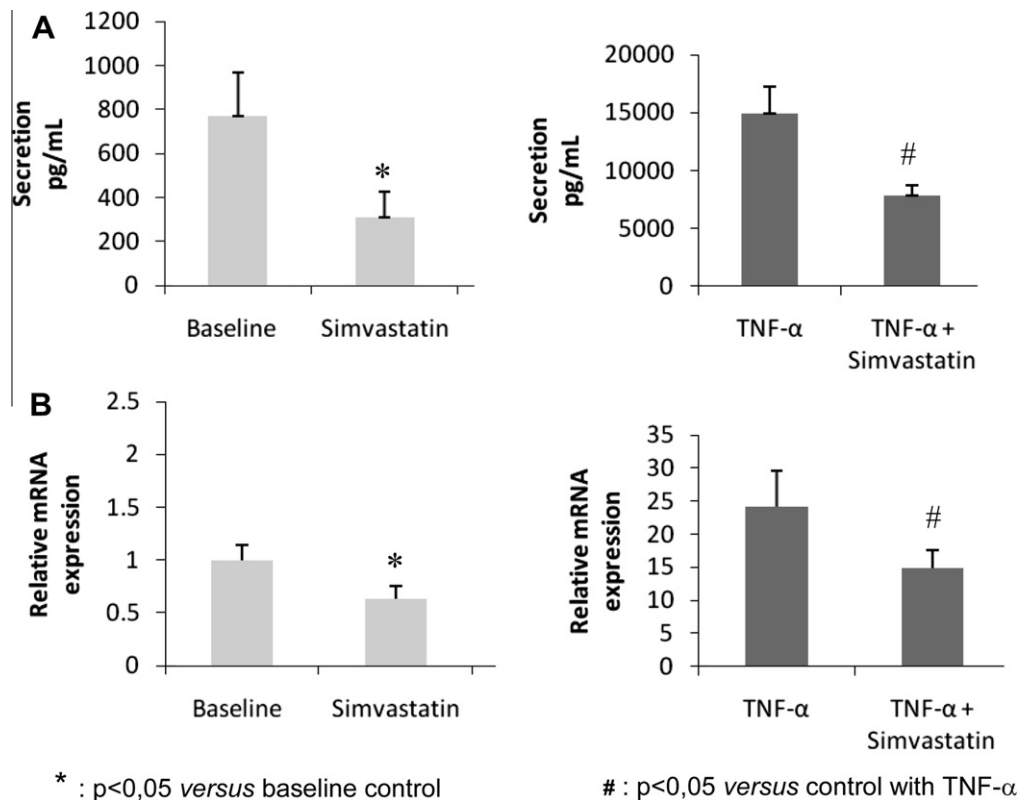 A
Secretion
pg/mL
1200
1000
800
600
400
200
0
*
Baseline Simvastatin
Secretion
pg/mL
20000
15000
10000
5000
0
#
TNF-α TNF-α +
Simvastatin
B
Relative mRNA
expression
2.5
2
1.5
1
0.5
0
*
Baseline Simvastatin
Relative mRNA
expression
35
30
25
20
15
10
5
0
#
TNF-α TNF-α +
Simvastatin
* : p<0,05 versus baseline control
# : p<0,05 versus control with TNF-α